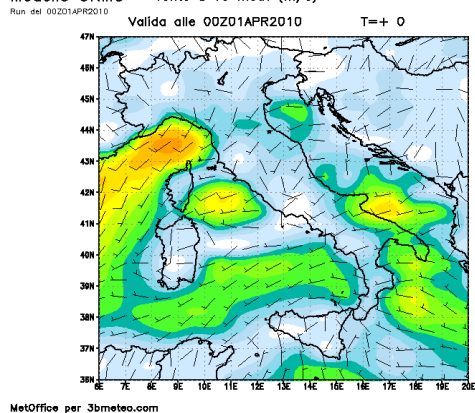 Run del 00Z01APR2010
Valida alle 00Z01APR2010 T=+ 0
47N
46N
45N
44N
43N
42N
41N
40N
39N
38N
37N
36N
6E 7E 8E 9E 10E 11E 12E 13E 14E 15E 16E 17E 18E 19E 20E
MetOffice per 3bmeteo.com